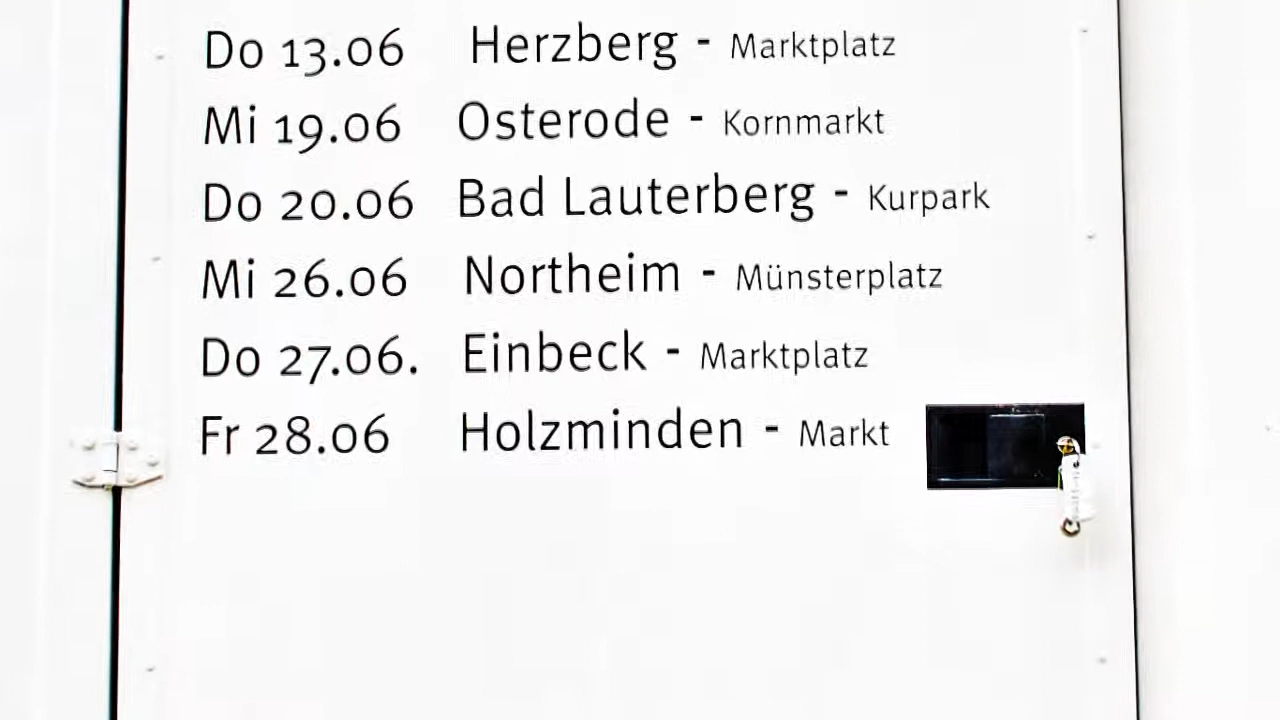 Do 13.06 Herzberg - Marktplatz
Mi 19.06 Osterode - Kornmarkt
Do 20.06 Bad Lauterberg - Kurpark
Mi 26.06 Northeim - Münsterplatz
Do 27.06. Einbeck - Marktplatz
Fr 28.06 Holzminden - Markt